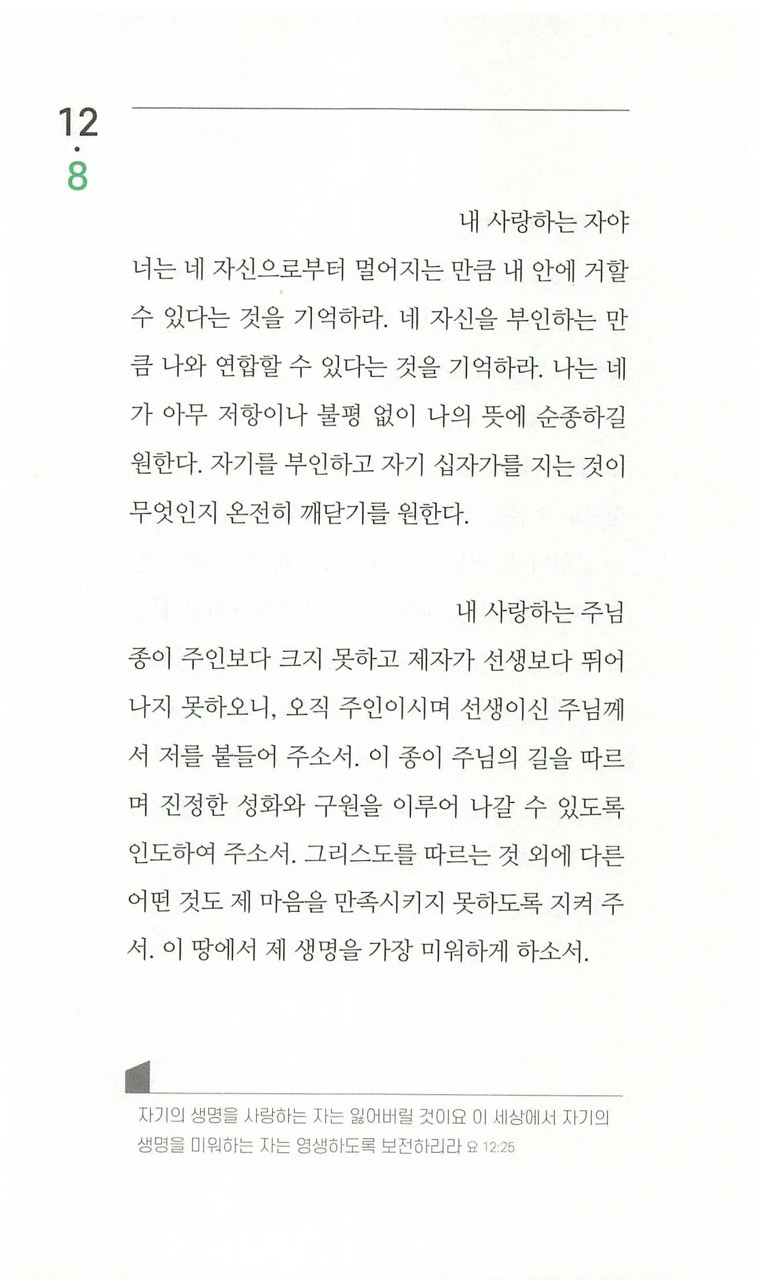 12
·
8
내 사랑하는 자야
너는 네 자신으로부터 멀어지는 만큼 내 안에 거할
수 있다는 것을 기억하라. 네 자신을 부인하는 만
큼 나와 연합할 수 있다는 것을 기억하라. 나는 네
가 아무 저항이나 불평 없이 나의 뜻에 순종하길
원한다. 자기를 부인하고 자기 십자가를 지는 것이
무엇인지 온전히 깨닫기를 원한다.
내 사랑하는 주님
종이 주인보다 크지 못하고 제자가 선생보다 뛰어
나지 못하오니, 오직 주인이시며 선생이신 주님께
서 저를 붙들어 주소서. 이 종이 주님의 길을 따르
며 진정한 성화와 구원을 이루어 나갈 수 있도록
인도하여 주소서. 그리스도를 따르는 것 외에 다른
어떤 것도 제 마음을 만족시키지 못하도록 지켜 주
서. 이 땅에서 제 생명을 가장 미워하게 하소서.
자기의 생명을 사랑하는 자는 잃어버릴 것이요 이 세상에서 자기의
생명을 미워하는 자는 영생하도록 보전하리라 요 12:25